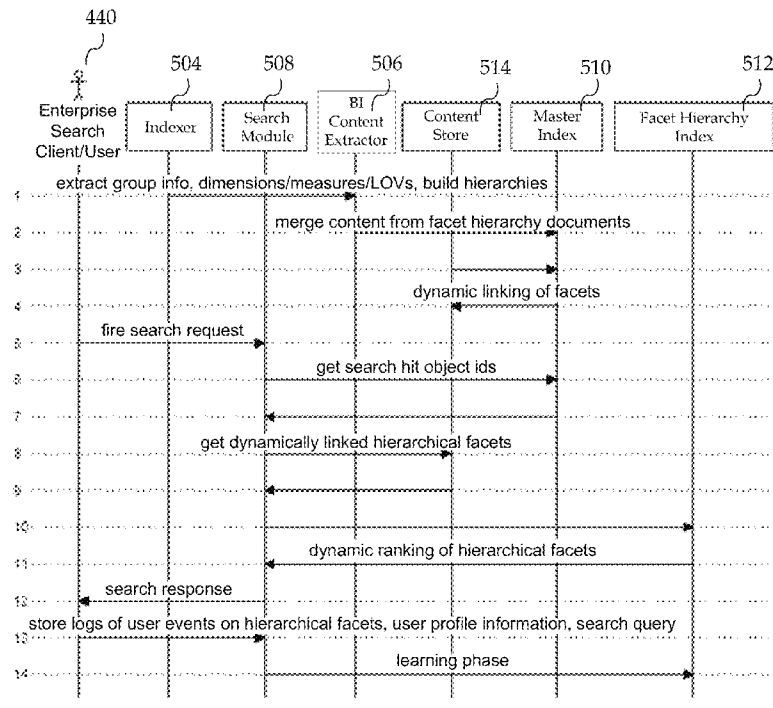 440
504
508
506
514
510
512
Enterprise
Search
Client/User
Indexer
Search
Module
BI
Content
Extractor
Content
Store
Master
Index
Facet Hierarchy
Index
extract group info, dimensions/measures/LOVs, build hierarchies
1
merge content from facet hierarchy documents
2
3
dynamic linking of facets
4
fire search request
5
get search hit object ids
6
7
get dynamically linked hierarchical facets
8
9
10
dynamic ranking of hierarchical facets
11
search response
12
store logs of user events on hierarchical facets, user profile information, search query
13
learning phase
14